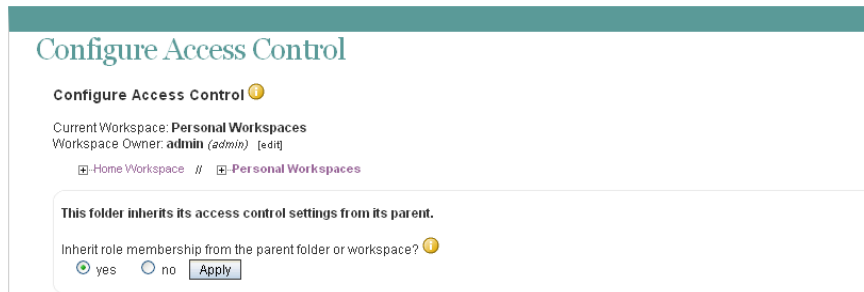 Configure Access Control
Configure Access Control
Current Workspace: Personal Workspaces
Workspace Owner: admin (admin) [edit]
Home Workspace // Personal Workspaces
This folder inherits its access control settings from its parent.
Inherit role membership from the parent folder or workspace?
yes no Apply